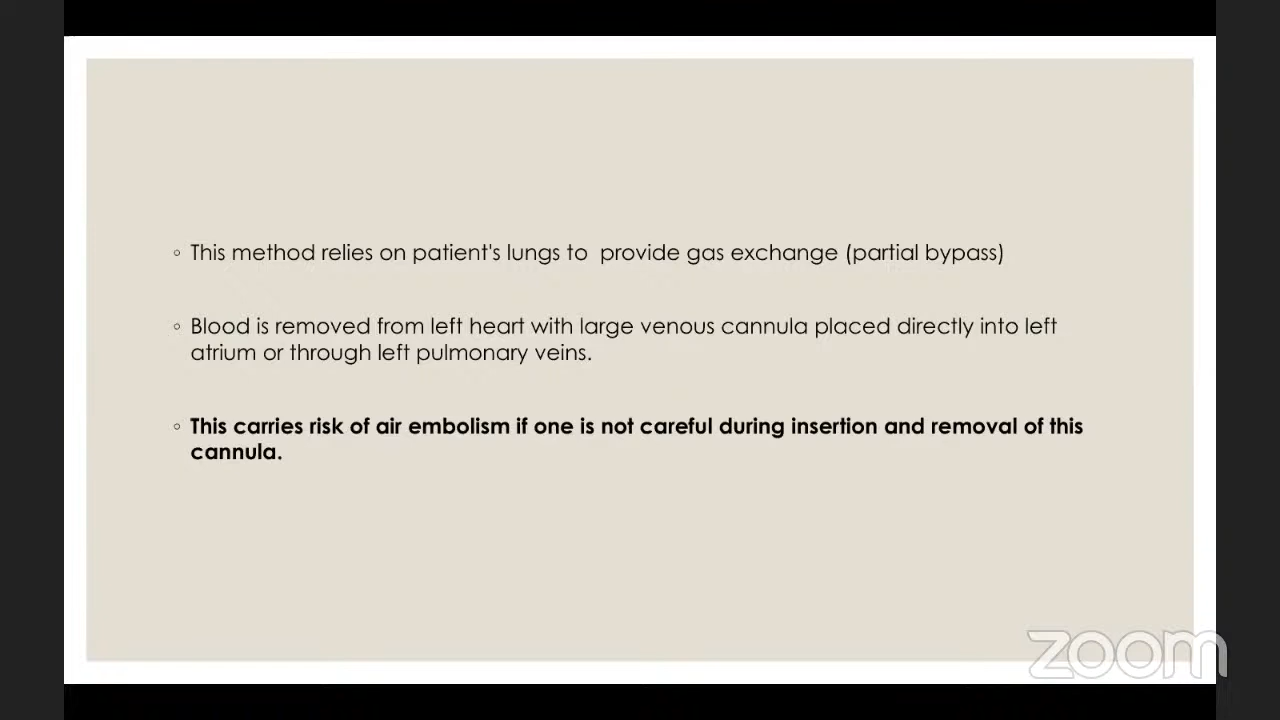 ◦ This method relies on patient's lungs to  provide gas exchange (partial bypass)
◦ Blood is removed from left heart with large venous cannula placed directly into left
atrium or through left pulmonary veins.
◦ This carries risk of air embolism if one is not careful during insertion and removal of this
cannula.
zoom